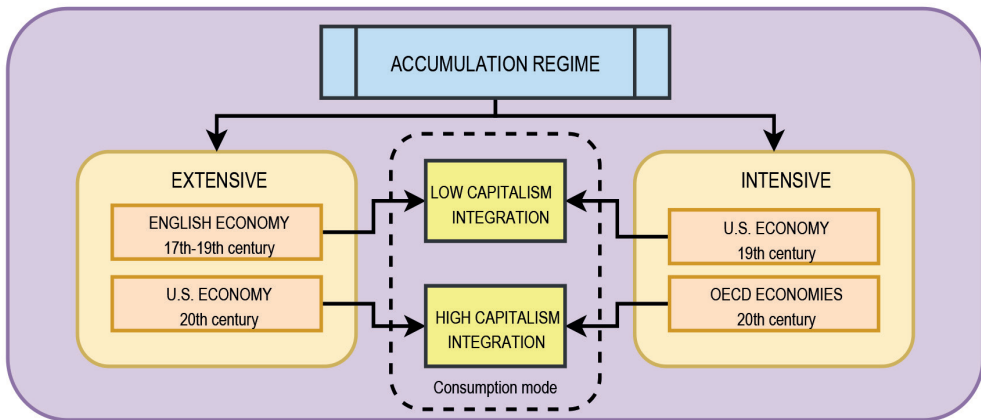 ACCUMULATION REGIME
EXTENSIVE
ENGLISH ECONOMY
17th-19th century
U.S. ECONOMY
20th century
LOW CAPITALISM
INTEGRATION
HIGH CAPITALISM
INTEGRATION
Consumption mode
INTENSIVE
U.S. ECONOMY
19th century
OECD ECONOMIES
20th century